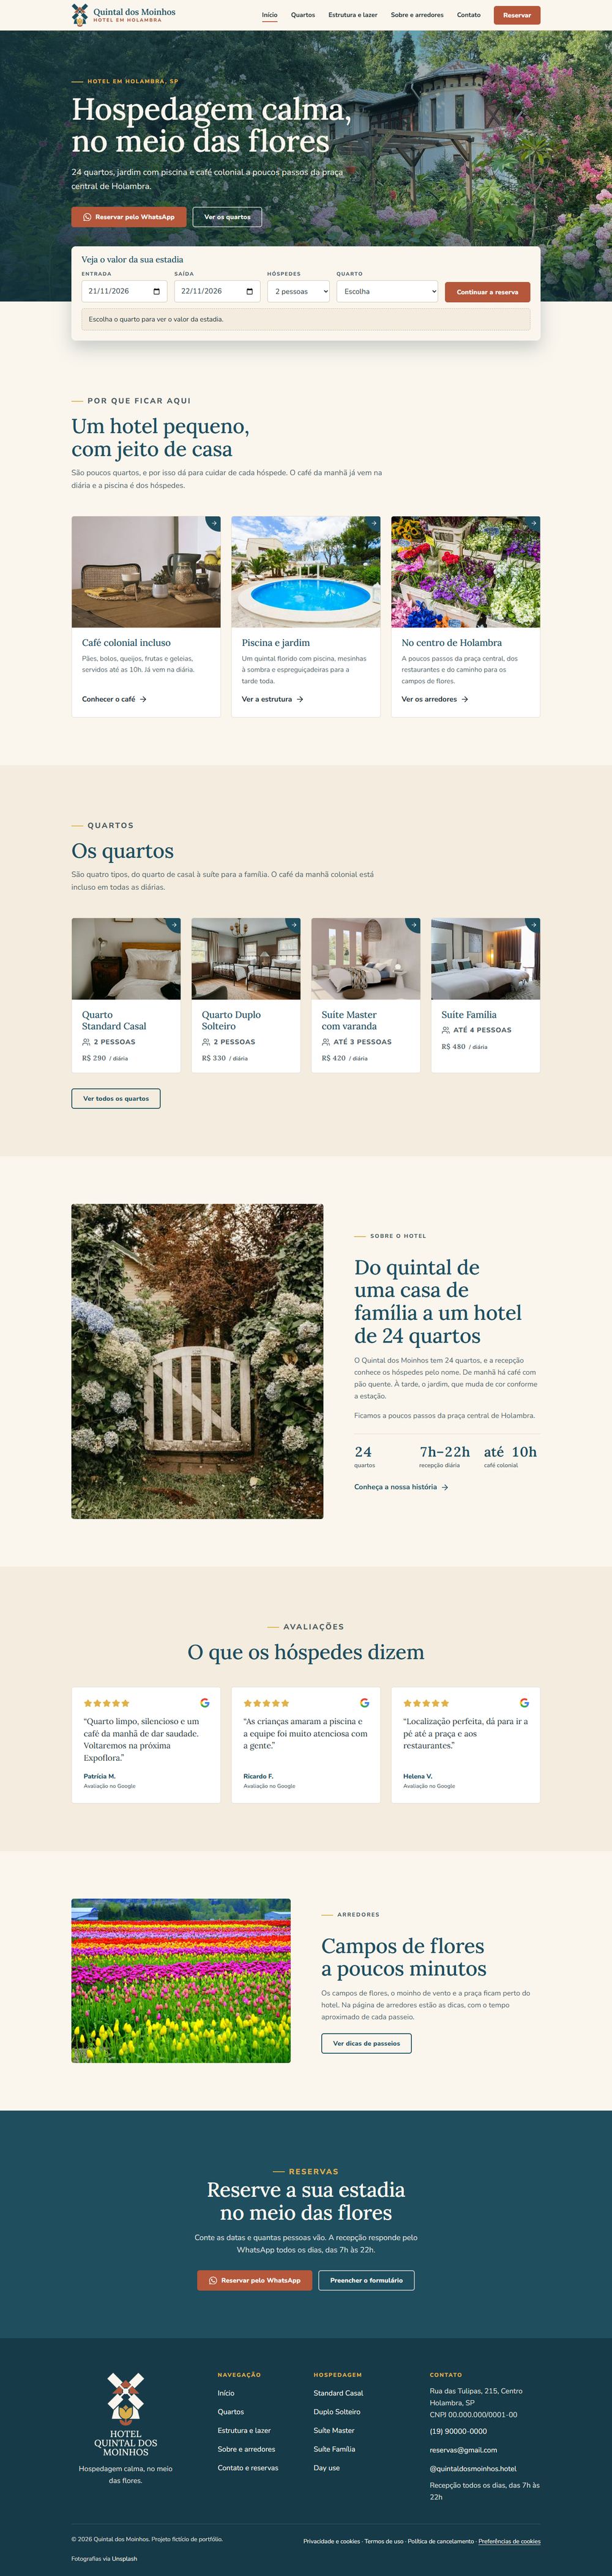 Quintal dos Moinhos
HOTEL EM HOLAMBRA
Início
Quartos
Estrutura e lazer
Sobre e arredores
Contato
Reservar
HOTEL EM HOLAMBRA, SP
Hospedagem calma,
no meio das flores
24 quartos, jardim com piscina e café colonial a poucos passos da praça
central de Holambra.
Reservar pelo WhatsApp
Ver os quartos
Veja o valor da sua estadia
ENTRADA
SAÍDA
HÓSPEDES
QUARTO
21/11/2026
22/11/2026
2 pessoas
Escolha
Continuar a reserva
Escolha o quarto para ver o valor da estadia.
POR QUE FICAR AQUI
Um hotel pequeno,
com jeito de casa
São poucos quartos, e por isso dá para cuidar de cada hóspede. O café da manhã já vem na
diária e a piscina é dos hóspedes.
Café colonial incluso
Pães, bolos, queijos, frutas e geleias,
servidos até as 10h. Já vem na diária.
Conhecer o café
Piscina e jardim
Um quintal florido com piscina, mesinhas
à sombra e espreguiçadeiras para a
tarde toda.
Ver a estrutura
No centro de Holambra
A poucos passos da praça central, dos
restaurantes e do caminho para os
campos de flores.
Ver os arredores
QUARTOS
Os quartos
São quatro tipos, do quarto de casal à suíte para a família. O café da manhã colonial está
incluso em todas as diárias.
Quarto
Standard Casal
2 PESSOAS
R$ 290 / diária
Quarto Duplo
Solteiro
2 PESSOAS
R$ 330 / diária
Suíte Master
com varanda
ATÉ 3 PESSOAS
R$ 420 / diária
Suíte Família
ATÉ 4 PESSOAS
R$ 480 / diária
Ver todos os quartos
SOBRE O HOTEL
Do quintal de
uma casa de
família a um hotel
de 24 quartos
O Quintal dos Moinhos tem 24 quartos, e a recepção
conhece os hóspedes pelo nome. De manhã há café com
pão quente. À tarde, o jardim, que muda de cor conforme
a estação.
Ficamos a poucos passos da praça central de Holambra.
24
quartos
7h–22h
recepção diária
até 10h
café colonial
Conheça a nossa história
AVALIAÇÕES
O que os hóspedes dizem
“Quarto limpo, silencioso e um
café da manhã de dar saudade.
Voltaremos na próxima
Expoflora.”
Patrícia M.
Avaliação no Google
“As crianças amaram a piscina e
a equipe foi muito atenciosa com
a gente.”
Ricardo F.
Avaliação no Google
“Localização perfeita, dá para ir a
pé até a praça e aos
restaurantes.”
Helena V.
Avaliação no Google
ARREDORES
Campos de flores
a poucos minutos
Os campos de flores, o moinho de vento e a praça ficam perto do
hotel. Na página de arredores estão as dicas, com o tempo
aproximado de cada passeio.
Ver dicas de passeios
RESERVAS
Reserve a sua estadia
no meio das flores
Conte as datas e quantas pessoas vão. A recepção responde pelo
WhatsApp todos os dias, das 7h às 22h.
Reservar pelo WhatsApp
Preencher o formulário
HOTEL
QUINTAL DOS
MOINHOS
Hospedagem calma, no meio
das flores.
NAVEGAÇÃO
Início
Quartos
Estrutura e lazer
Sobre e arredores
Contato e reservas
HOSPEDAGEM
Standard Casal
Duplo Solteiro
Suíte Master
Suíte Família
Day use
CONTATO
Rua das Tulipas, 215, Centro
Holambra, SP
CNPJ 00.000.000/0001-00
(19) 90000-0000
reservas@gmail.com
@quintaldosmoinhos.hotel
Recepção todos os dias, das 7h às
22h
© 2026 Quintal dos Moinhos. Projeto fictício de portfólio.
Privacidade e cookies · Termos de uso · Política de cancelamento · Preferências de cookies
Fotografias via Unsplash